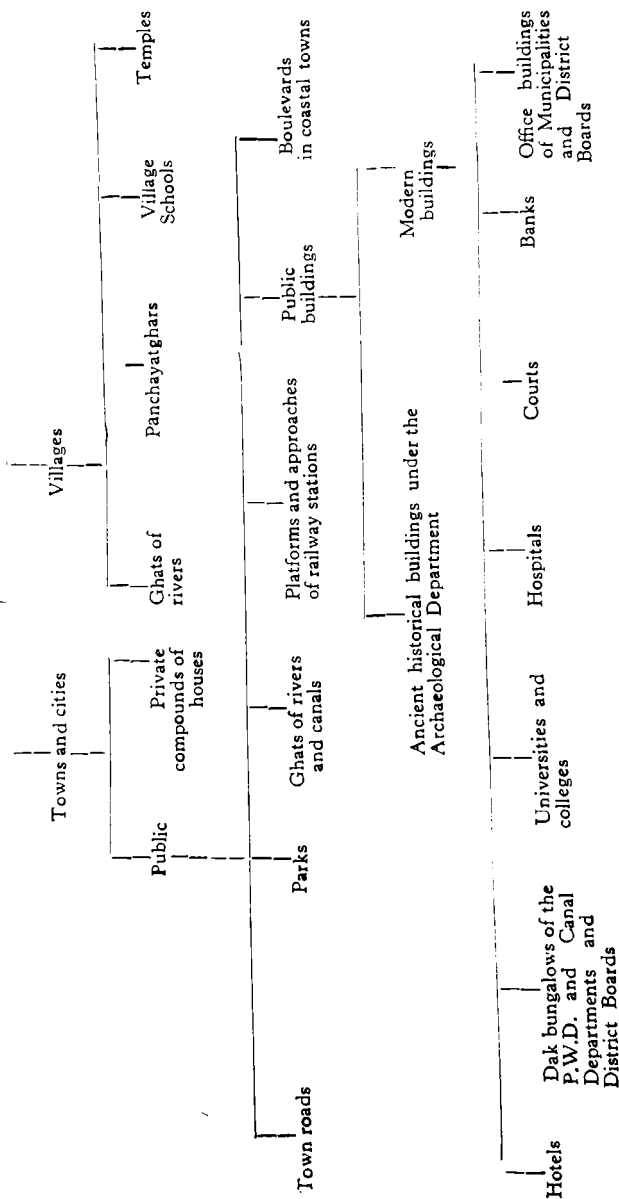 Towns and cities
Villages
Public
Private
compounds of
houses
Ghats of
rivers
Panchayatghars
Village
Schools
Temples
Town roads
Parks
Ghats of rivers
and canals
Platforms and approaches
of railway stations
Public
buildings
Boulevards
in coastal towns
Ancient historical buildings under the
Archaeological Department
Modern
buildings
Hotels
Dak bungalows of the
P.W.D. and Canal
Departments and
District Boards
Universities and
colleges
Hospitals
Courts
Banks
Office buildings
of Municipalities
and District
Boards